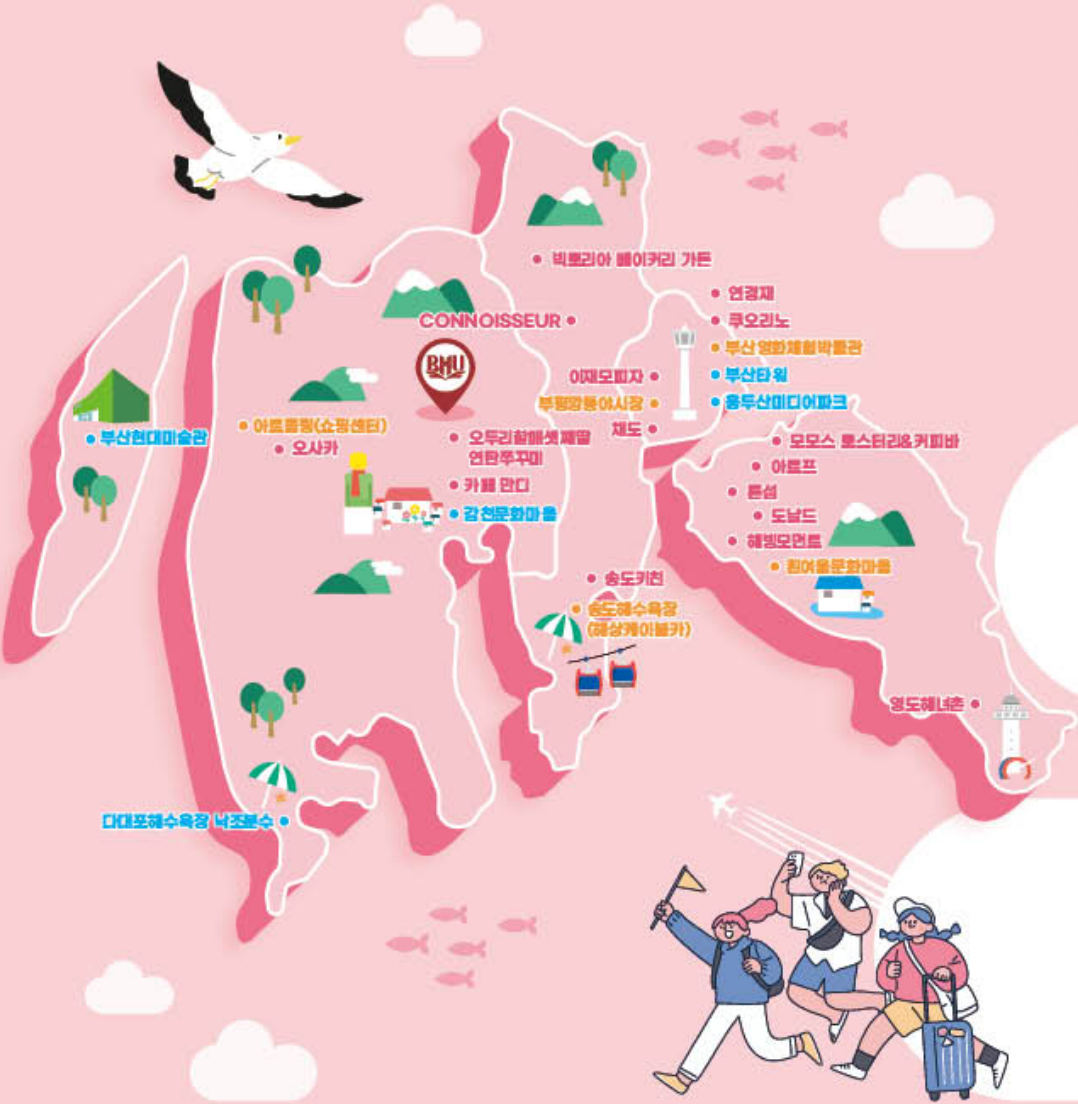 빅토리아 베이커리 가든
연경재
CONNOISSEUR
쿠오리노
부산영화체험박물관
BMU
이재모피자
부산타워
부평깡통야시장
용두산미디어파크
채도
부산현대미술관
아트몰링(쇼핑센터)
오사카
오두리할매셋째딸
연탄쭈꾸미
모모스 로스터리&커피바
아르프
카페 만디
톤섬
감천문화마을
도날드
해빙모먼트
흰여울문화마을
송도키친
송도해수욕장
(해상케이블카)
영도해녀촌
다대포해수욕장 낙조분수